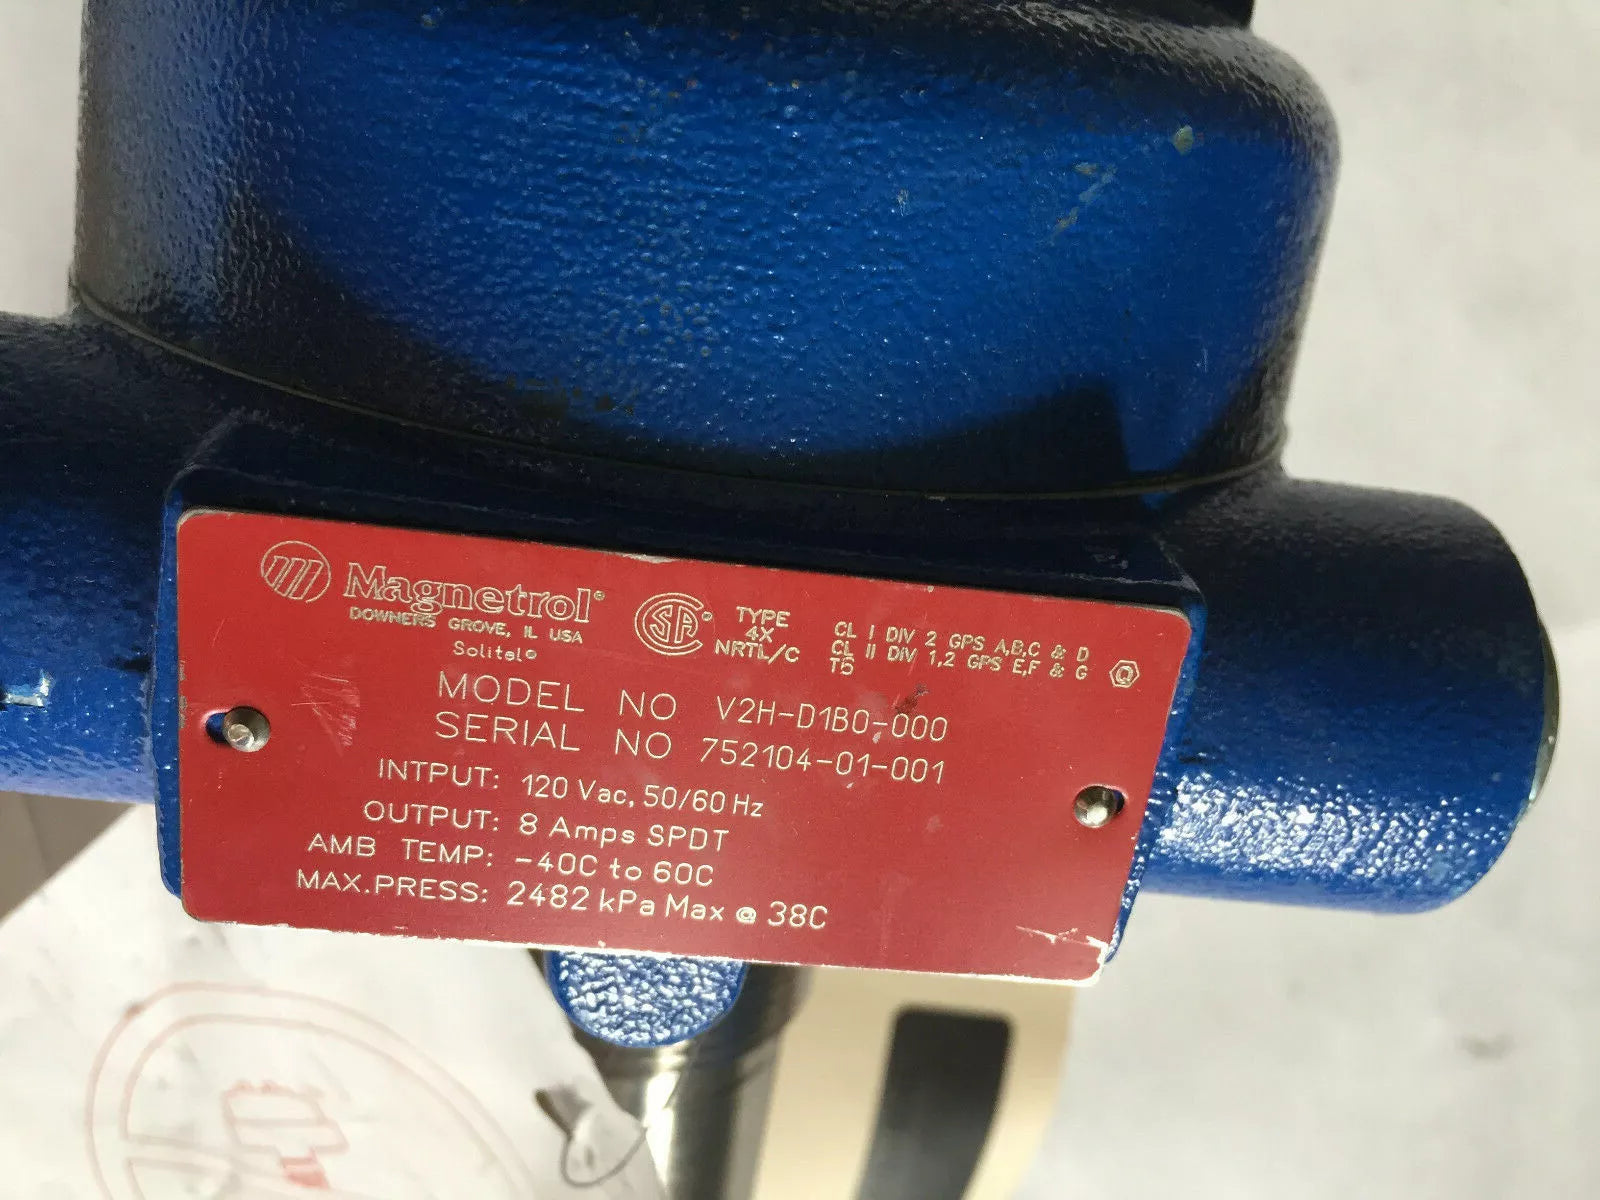 Magnetrol®
DOWNERS GROVE, IL USA
Solitel®
CSA®
TYPE
4X
NRTL/C
CL I DIV 2 GPS A,B,C & D
CL II DIV 1,2 GPS E,F & G
T6
Q
MODEL NO V2H-D1B0-000
SERIAL NO 752104-01-001
INTPUT: 120 Vac, 50/60 Hz
OUTPUT: 8 Amps SPDT
AMB TEMP: -40C to 60C
MAX.PRESS: 2482 kPa Max @ 38C